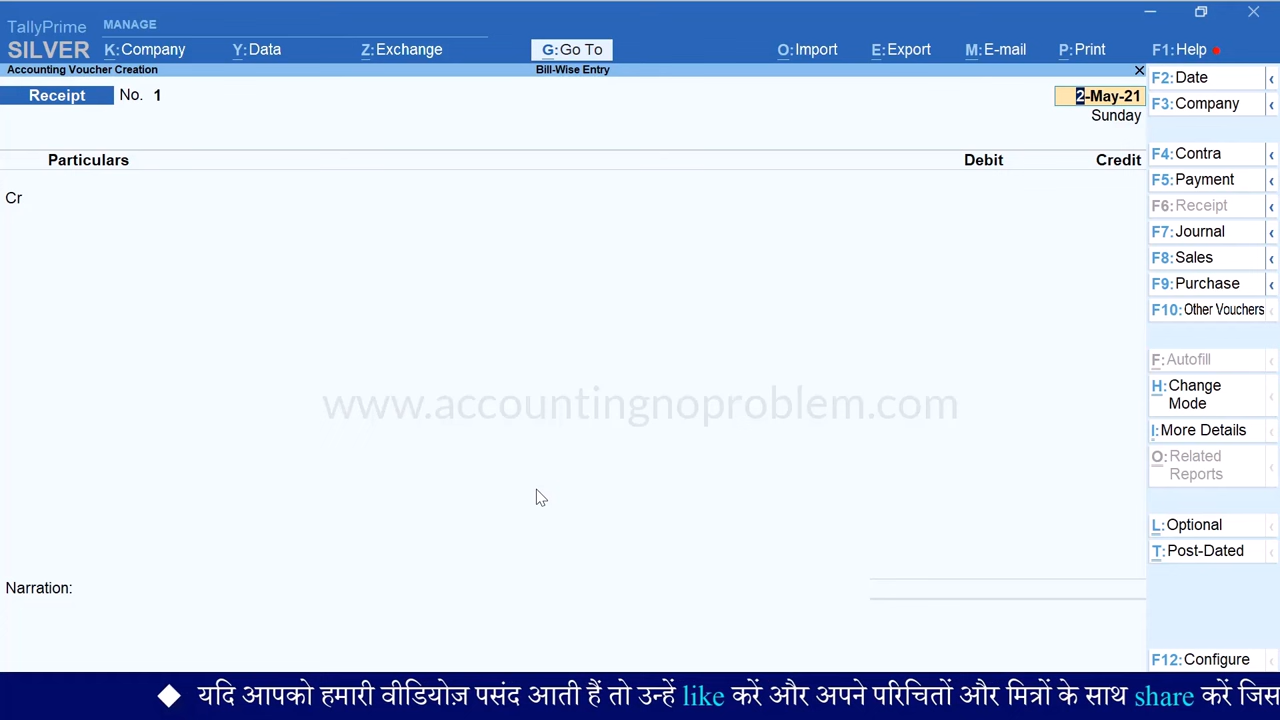 TallyPrime MANAGE
SILVER K:Company Y:Data Z:Exchange G:Go To O:Import E:Export M:E-mail P:Print F1:Help
Accounting Voucher Creation Bill-Wise Entry
Receipt No. 1 2-May-21
Sunday
Particulars Debit Credit
Cr
www.accountingnoproblem.com
Narration:
F2:Date
F3:Company
F4:Contra
F5:Payment
F6:Receipt
F7:Journal
F8:Sales
F9:Purchase
F10:Other Vouchers
F:Autofill
H:Change
Mode
I:More Details
O:Related
Reports
L:Optional
T:Post-Dated
F12:Configure
यदि आपको हमारी वीडियोज़ पसंद आती हैं तो उन्हें like करें और अपने परिचितों और मित्रों के साथ share करें जिस